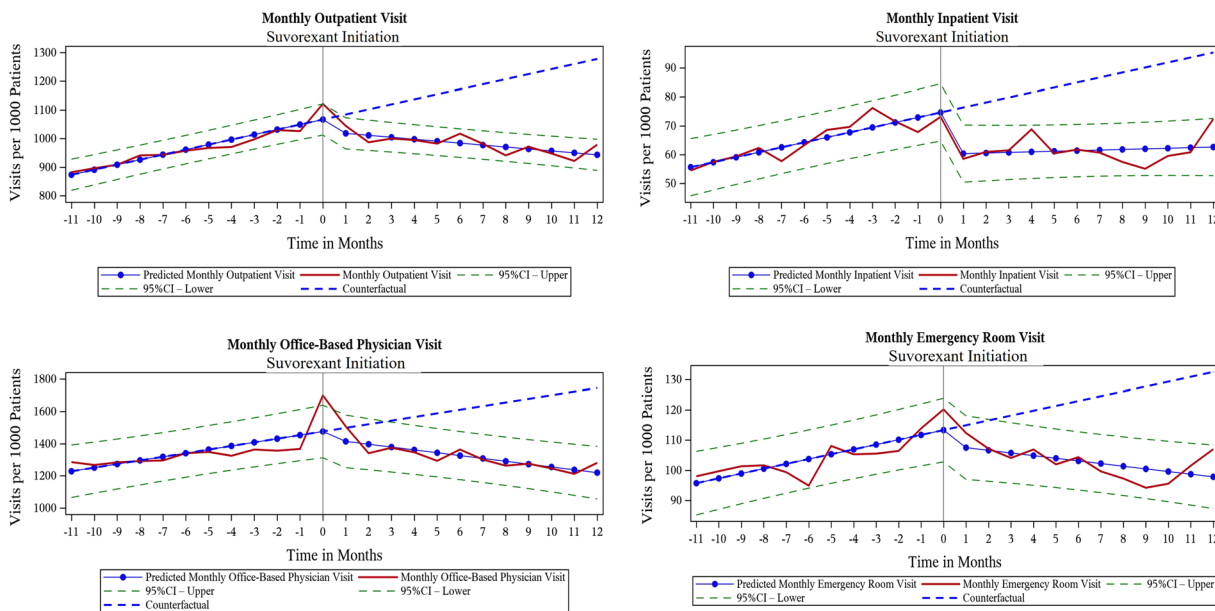 Monthly Outpatient Visit
Suvorexant Initiation
Visits per 1000 Patients
1300
1200
1100
1000
900
800
-11 -10 -9 -8 -7 -6 -5 -4 -3 -2 -1 0 1 2 3 4 5 6 7 8 9 10 11 12
Time in Months
Predicted Monthly Outpatient Visit Monthly Outpatient Visit 95%CI – Upper
95%CI – Lower Counterfactual
Monthly Inpatient Visit
Suvorexant Initiation
Visits per 1000 Patients
90
80
70
60
50
-11 -10 -9 -8 -7 -6 -5 -4 -3 -2 -1 0 1 2 3 4 5 6 7 8 9 10 11 12
Time in Months
Predicted Monthly Inpatient Visit Monthly Inpatient Visit 95%CI – Upper
95%CI – Lower Counterfactual
Monthly Office-Based Physician Visit
Suvorexant Initiation
Visits per 1000 Patients
1800
1600
1400
1200
1000
-11 -10 -9 -8 -7 -6 -5 -4 -3 -2 -1 0 1 2 3 4 5 6 7 8 9 10 11 12
Time in Months
Predicted Monthly Office-Based Physician Visit Monthly Office-Based Physician Visit
95%CI – Upper 95%CI – Lower
Counterfactual
Monthly Emergency Room Visit
Suvorexant Initiation
Visits per 1000 Patients
130
120
110
100
90
-11 -10 -9 -8 -7 -6 -5 -4 -3 -2 -1 0 1 2 3 4 5 6 7 8 9 10 11 12
Time in Months
Predicted Monthly Emergency Room Visit Monthly Emergency Room Visit 95%CI – Upper
95%CI – Lower Counterfactual